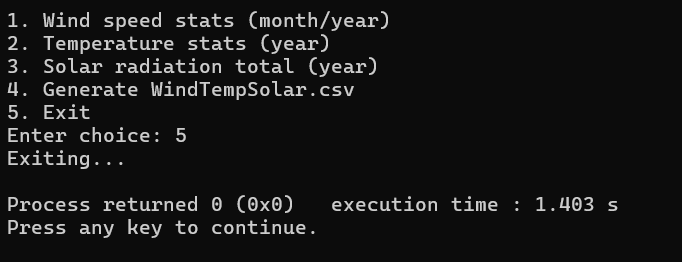 1. Wind speed stats (month/year)
2. Temperature stats (year)
3. Solar radiation total (year)
4. Generate WindTempSolar.csv
5. Exit
Enter choice: 5
Exiting...
Process returned 0 (0x0)   execution time : 1.403 s
Press any key to continue.